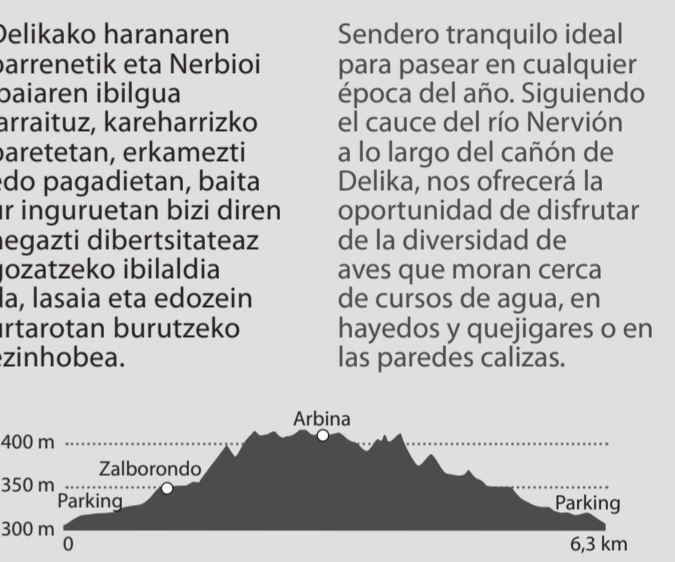 Delikako haranaren
barrenetik eta Nerbioi
baiaren ibilgua
arraituz, kareharrizko
paretetan, erkamezti
edo pagadietan, baita
ur inguruetan bizi diren
hegazti dibertsitateaz
gozatzeko ibilaldia
da, lasaia eta edozein
urtarotan burutzeko
ezinhobea.
Sendero tranquilo ideal
para pasear en cualquier
época del año. Siguiendo
el cauce del río Nervión
a lo largo del cañón de
Delika, nos ofrecerá la
oportunidad de disfrutar
de la diversidad de
aves que moran cerca
de cursos de agua, en
hayedos y quejigares o en
las paredes calizas.
Arbina
400 m
Zalborondo
350 m
Parking
Parking
300 m
0
6,3 km